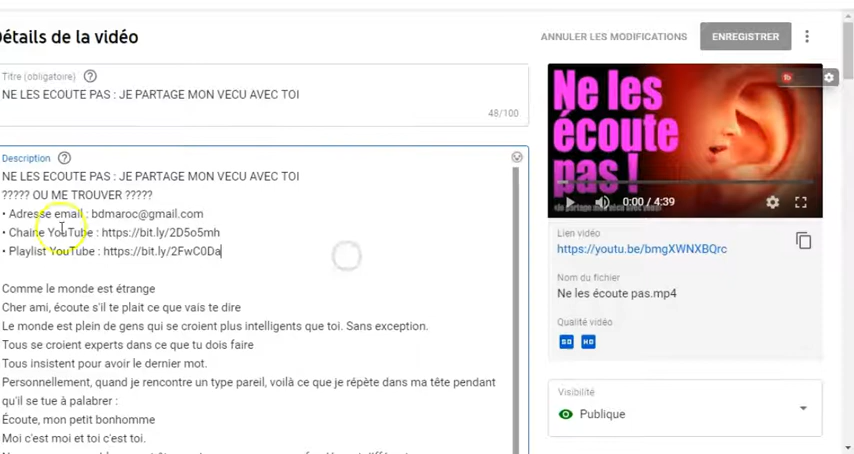 Détails de la vidéo
ANNULER LES MODIFICATIONS
ENREGISTRER
Titre (obligatoire)
NE LES ECOUTE PAS : JE PARTAGE MON VECU AVEC TOI
48/100
Description
NE LES ECOUTE PAS : JE PARTAGE MON VECU AVEC TOI
????? OU ME TROUVER ?????
• Adresse email : bdmaroc@gmail.com
• Chaine YouTube : https://bit.ly/2D5o5mh
• Playlist YouTube : https://bit.ly/2FwC0Da
Comme le monde est étrange
Cher ami, écoute s'il te plait ce que vais te dire
Le monde est plein de gens qui se croient plus intelligents que toi. Sans exception.
Tous se croient experts dans ce que tu dois faire
Tous insistent pour avoir le dernier mot.
Personnellement, quand je rencontre un type pareil, voilà ce que je répète dans ma tête pendant
qu'il se tue à palabrer :
Écoute, mon petit bonhomme
Moi c'est moi et toi c'est toi.
Ne les
écoute
pas !
0:00 / 4:39
Lien vidéo
https://youtu.be/bmgXWNXBQrc
Nom du fichier
Ne les écoute pas.mp4
Qualité vidéo
SD HD
Visibilité
Publique